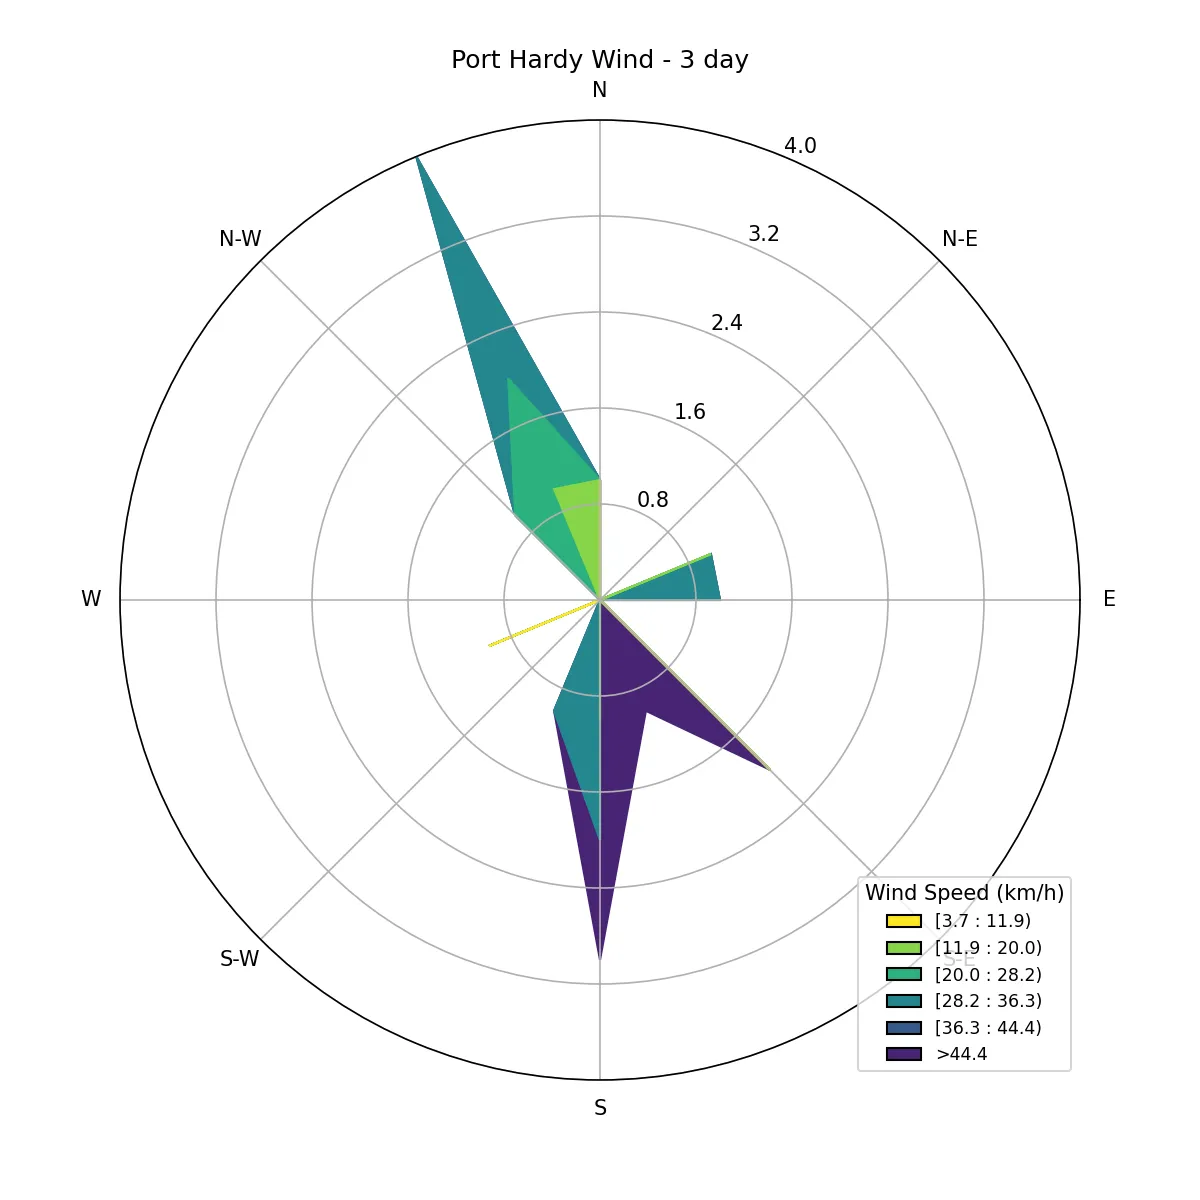 Port Hardy Wind - 3 day
N
4.0
N-W
3.2
N-E
2.4
1.6
0.8
W
E
Wind Speed (km/h)
[3.7 : 11.9)
[11.9 : 20.0)
S-W
S-E
[20.0 : 28.2)
[28.2 : 36.3)
[36.3 : 44.4)
>44.4
S